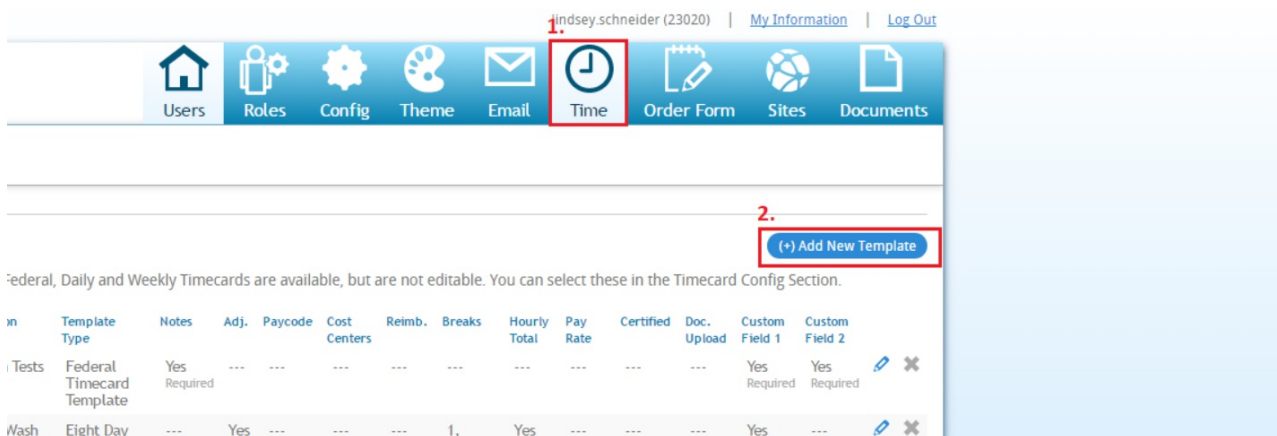 lindsey.schneider (23020) | My Information | Log Out
1.
Users Roles Config Theme Email Time Order Form Sites Documents
2.
(+) Add New Template
Federal, Daily and Weekly Timecards are available, but are not editable. You can select these in the Timecard Config Section.
on Template Notes Adj. Paycode Cost Reimb. Breaks Hourly Pay Certified Doc. Custom Custom
Type Centers Total Rate Upload Field 1 Field 2
Tests Federal Yes --- --- --- --- --- --- --- --- --- Yes Yes
Timecard Required Required Required
Template
Wash Eight Day --- Yes --- --- --- 1, Yes --- --- --- Yes ---